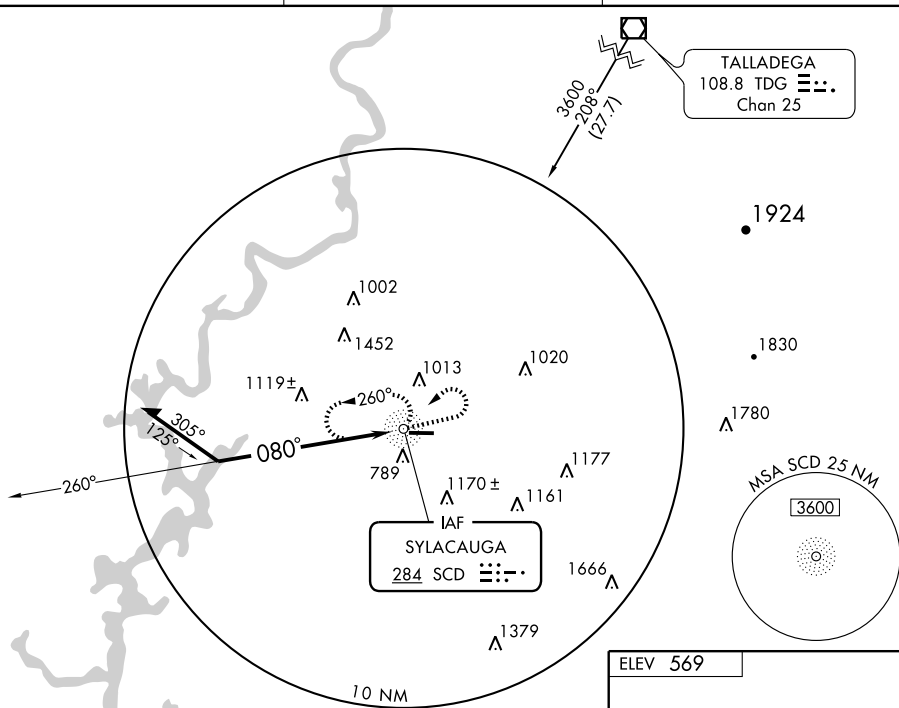 TALLADEGA
108.8 TDG
Chan 25
3600
208°
(27.7)
1924
1002
1452
1830
1013
1020
1119±
260°
1780
305°
125°
080°
260°
789
1177
1170±
1161
MSA SCD 25 NM
3600
IAF
SYLACAUGA
284 SCD
1666
1379
10 NM
ELEV 569